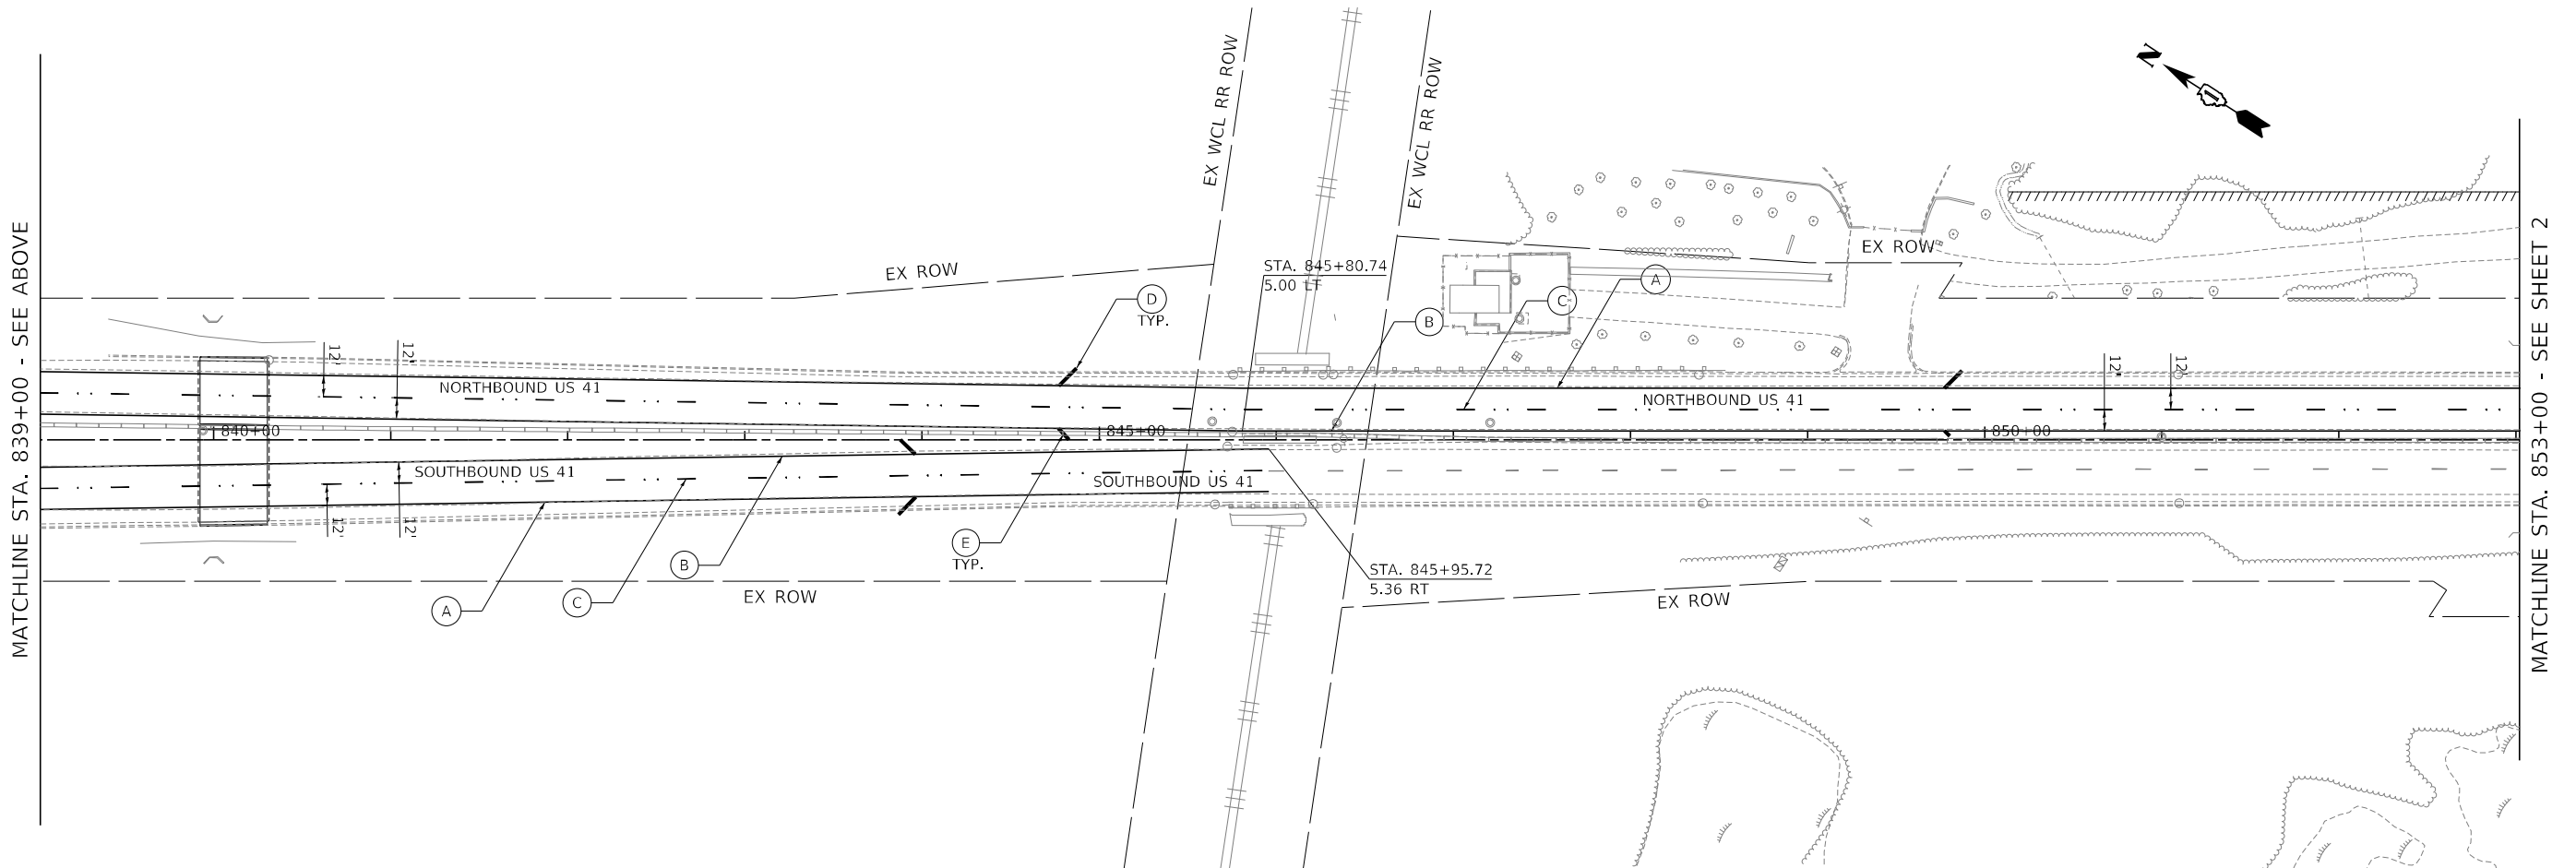 N
MATCHLINE STA. 839+00 - SEE ABOVE
EX WCL RR ROW
EX WCL RR ROW
MATCHLINE STA. 853+00 - SEE SHEET 2
EX ROW
EX ROW
STA. 845+80.74
5.00 LT
D
TYP.
A
C
B
12'
12'
12'
12'
NORTHBOUND US 41
NORTHBOUND US 41
840+00
845+00
850+00
SOUTHBOUND US 41
SOUTHBOUND US 41
12'
12'
E
TYP.
B
A
C
EX ROW
STA. 845+95.72
5.36 RT
EX ROW